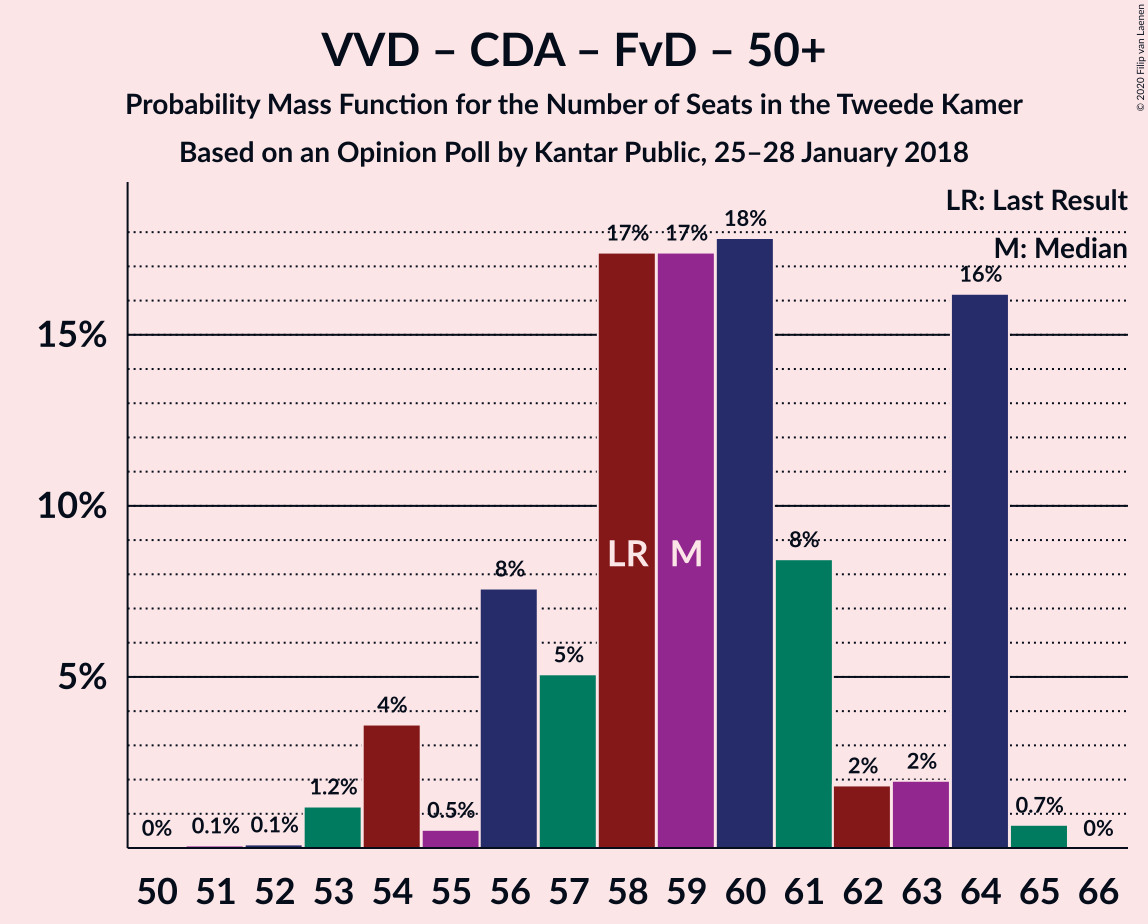 VVD – CDA – FvD – 50+
Probability Mass Function for the Number of Seats in the Tweede Kamer
Based on an Opinion Poll by Kantar Public, 25–28 January 2018
© 2020 Filip van Laenen
LR: Last Result
M: Median
15%
10%
5%
0% 0.1% 0.1% 1.2% 4% 0.5% 8% 5% 17% 17% 18% 8% 2% 2% 16% 0.7% 0%
LR M
50 51 52 53 54 55 56 57 58 59 60 61 62 63 64 65 66